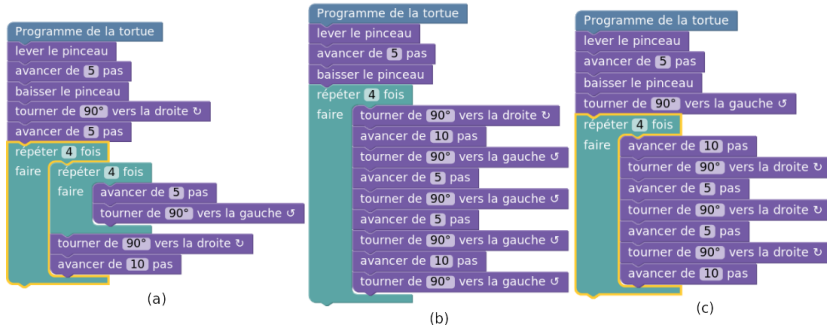 Programme de la tortue
lever le pinceau
avancer de 5 pas
baisser le pinceau
tourner de 90° vers la droite ↻
avancer de 5 pas
répéter 4 fois
faire répéter 4 fois
faire avancer de 5 pas
tourner de 90° vers la gauche ↺
tourner de 90° vers la droite ↻
avancer de 10 pas
(a)
Programme de la tortue
lever le pinceau
avancer de 5 pas
baisser le pinceau
répéter 4 fois
faire tourner de 90° vers la droite ↻
avancer de 10 pas
tourner de 90° vers la gauche ↺
avancer de 5 pas
tourner de 90° vers la gauche ↺
avancer de 5 pas
tourner de 90° vers la gauche ↺
avancer de 10 pas
tourner de 90° vers la gauche ↺
(b)
Programme de la tortue
lever le pinceau
avancer de 5 pas
baisser le pinceau
tourner de 90° vers la gauche ↺
répéter 4 fois
faire avancer de 10 pas
tourner de 90° vers la droite ↻
avancer de 5 pas
tourner de 90° vers la droite ↻
avancer de 5 pas
tourner de 90° vers la droite ↻
avancer de 10 pas
(c)